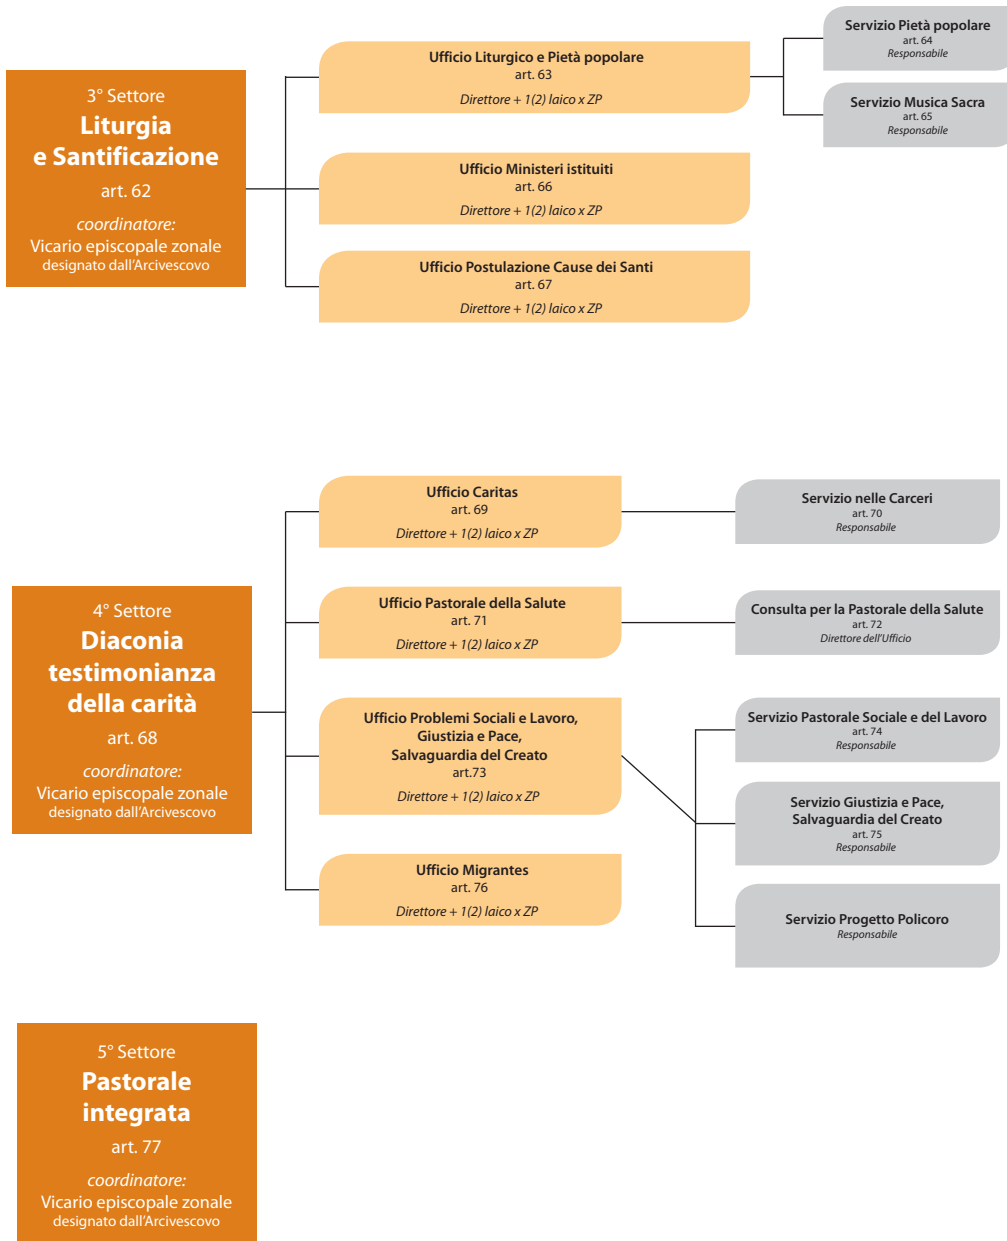 3° Settore
Liturgia
e Santificazione
art. 62
coordinatore:
Vicario episcopale zonale
designato dall'Arcivescovo
Ufficio Liturgico e Pietà popolare
art. 63
Direttore + 1(2) laico x ZP
Servizio Pietà popolare
art. 64
Responsabile
Servizio Musica Sacra
art. 65
Responsabile
Ufficio Ministeri istituiti
art. 66
Direttore + 1(2) laico x ZP
Ufficio Postulazione Cause dei Santi
art. 67
Direttore + 1(2) laico x ZP
4° Settore
Diaconia
testimonianza
della carità
art. 68
coordinatore:
Vicario episcopale zonale
designato dall'Arcivescovo
Ufficio Caritas
art. 69
Direttore + 1(2) laico x ZP
Servizio nelle Carceri
art. 70
Responsabile
Ufficio Pastorale della Salute
art. 71
Direttore + 1(2) laico x ZP
Consulta per la Pastorale della Salute
art. 72
Direttore dell'Ufficio
Ufficio Problemi Sociali e Lavoro,
Giustizia e Pace,
Salvaguardia del Creato
art.73
Direttore + 1(2) laico x ZP
Servizio Pastorale Sociale e del Lavoro
art. 74
Responsabile
Servizio Giustizia e Pace,
Salvaguardia del Creato
art. 75
Responsabile
Servizio Progetto Policoro
Responsabile
Ufficio Migrantes
art. 76
Direttore + 1(2) laico x ZP
5° Settore
Pastorale
integrata
art. 77
coordinatore:
Vicario episcopale zonale
designato dall'Arcivescovo